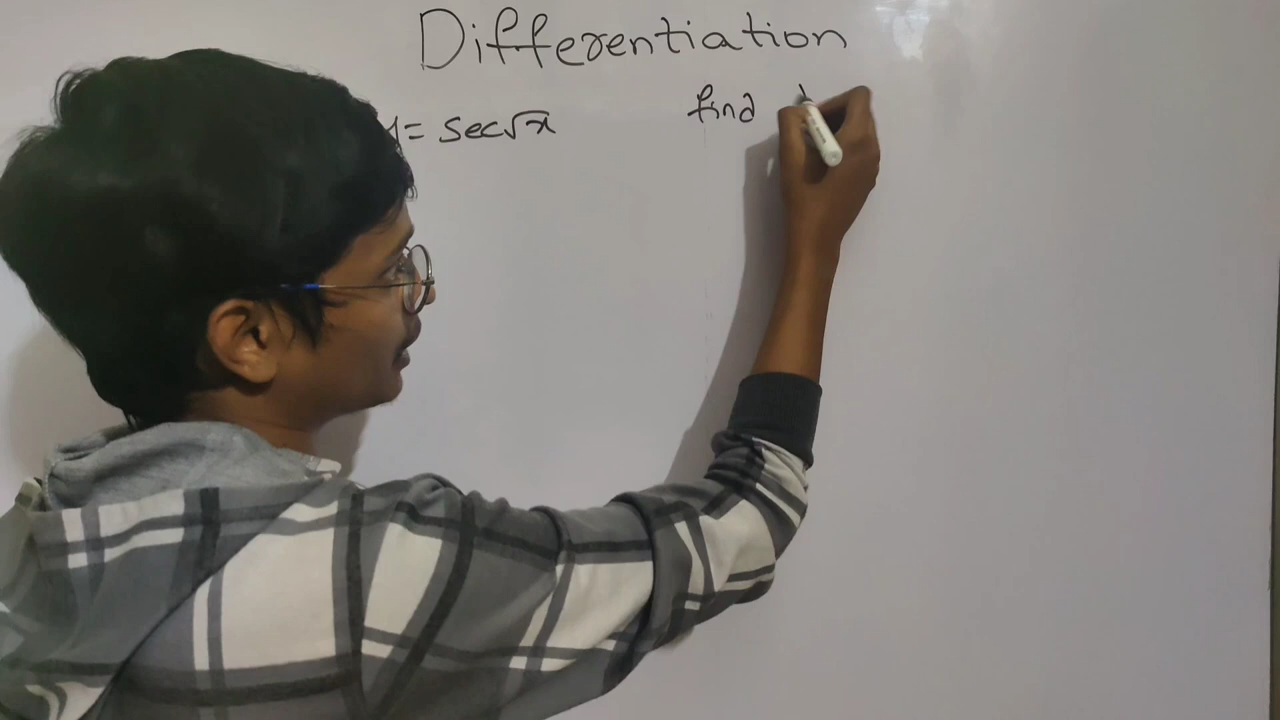 Differentiation
y = sec√x find